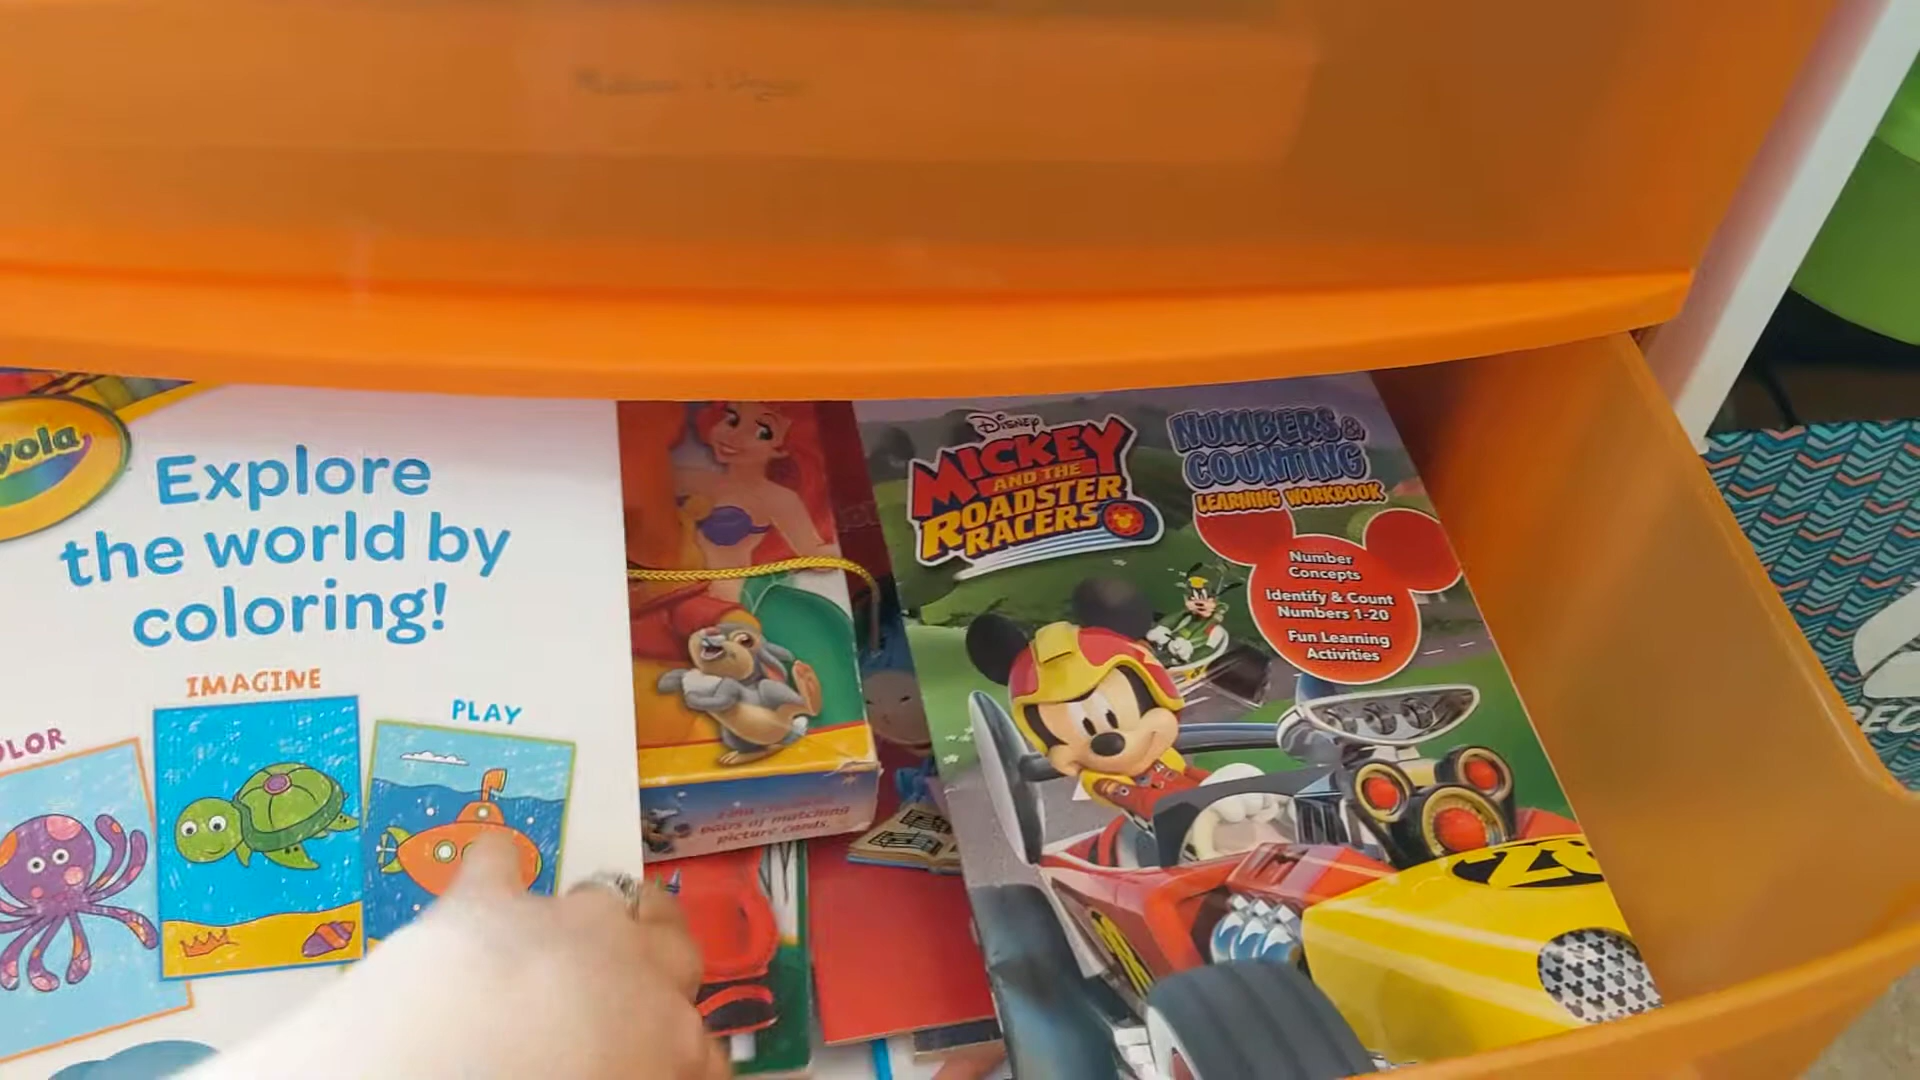 yola
Explore
the world by
coloring!
OLOR
IMAGINE
PLAY
pairs of matching
picture cards.
DISNEY
MICKEY
AND THE
ROADSTER
RACERS
NUMBERS &
COUNTING
LEARNING WORKBOOK
Number
Concepts
Identify & Count
Numbers 1-20
Fun Learning
Activities
28